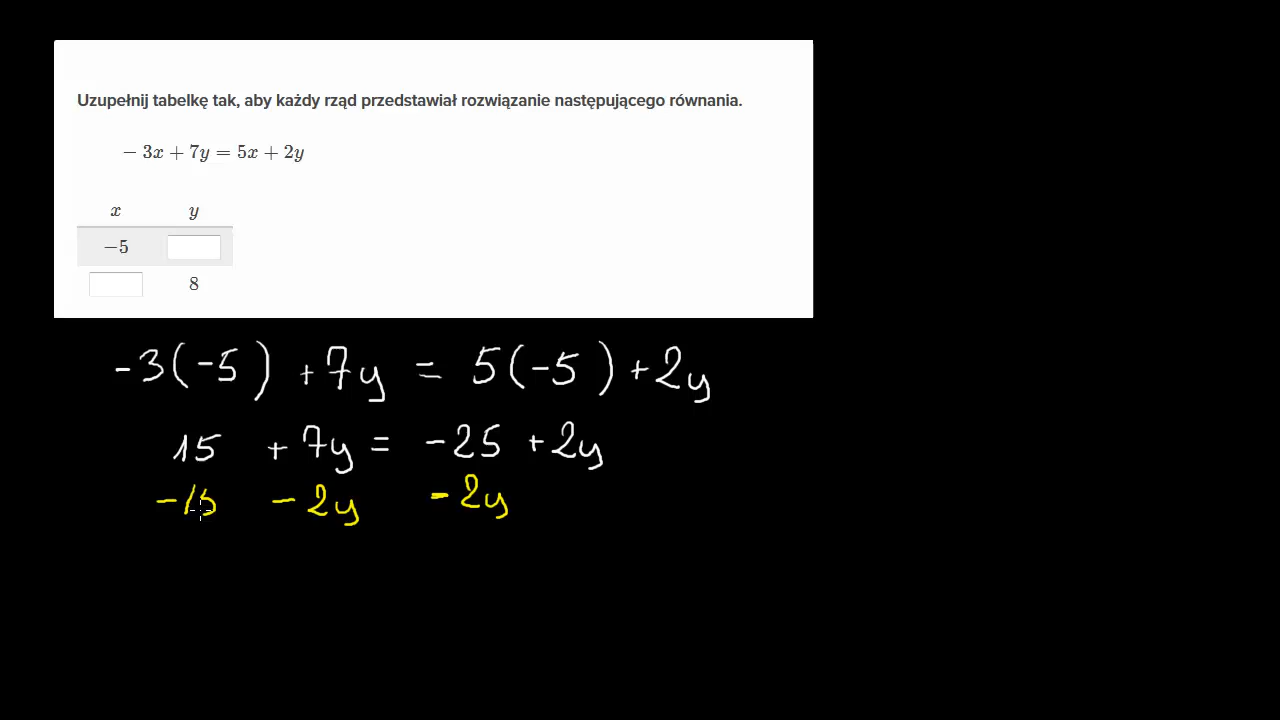 Uzupełnij tabelkę tak, aby każdy rząd przedstawiał rozwiązanie następującego równania.
− 3x + 7y = 5x + 2y
x y
−5
8
-3(-5) +7y = 5(-5) +2y
15 +7y = -25 +2y
-15 -2y -2y